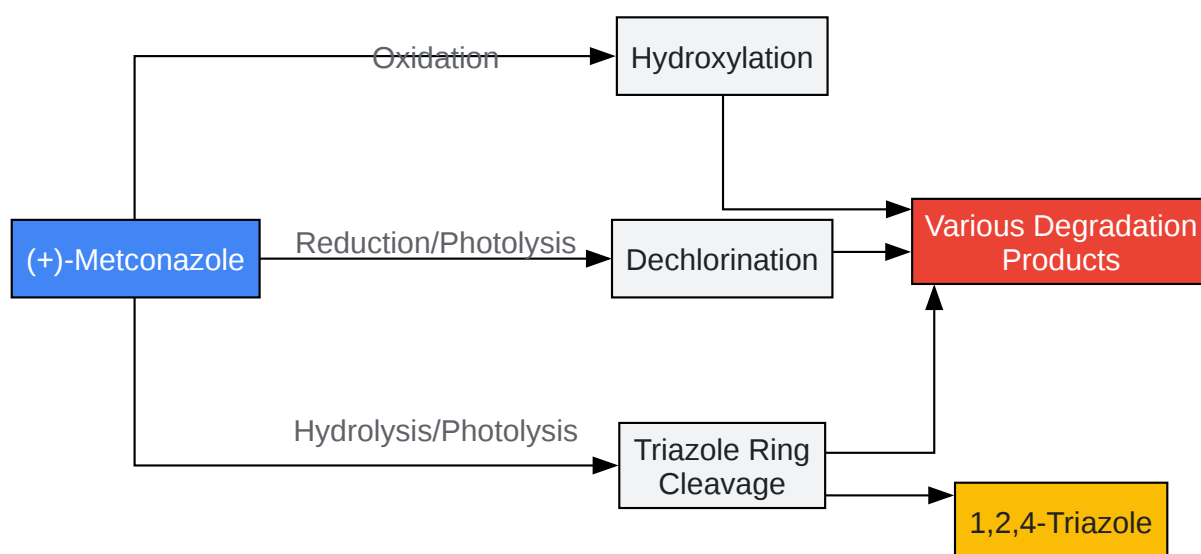 Oxidation
Hydroxylation
(+)-Metconazole
Reduction/Photolysis
Dechlorination
Various Degradation
Products
Hydrolysis/Photolysis
Triazole Ring
Cleavage
1,2,4-Triazole